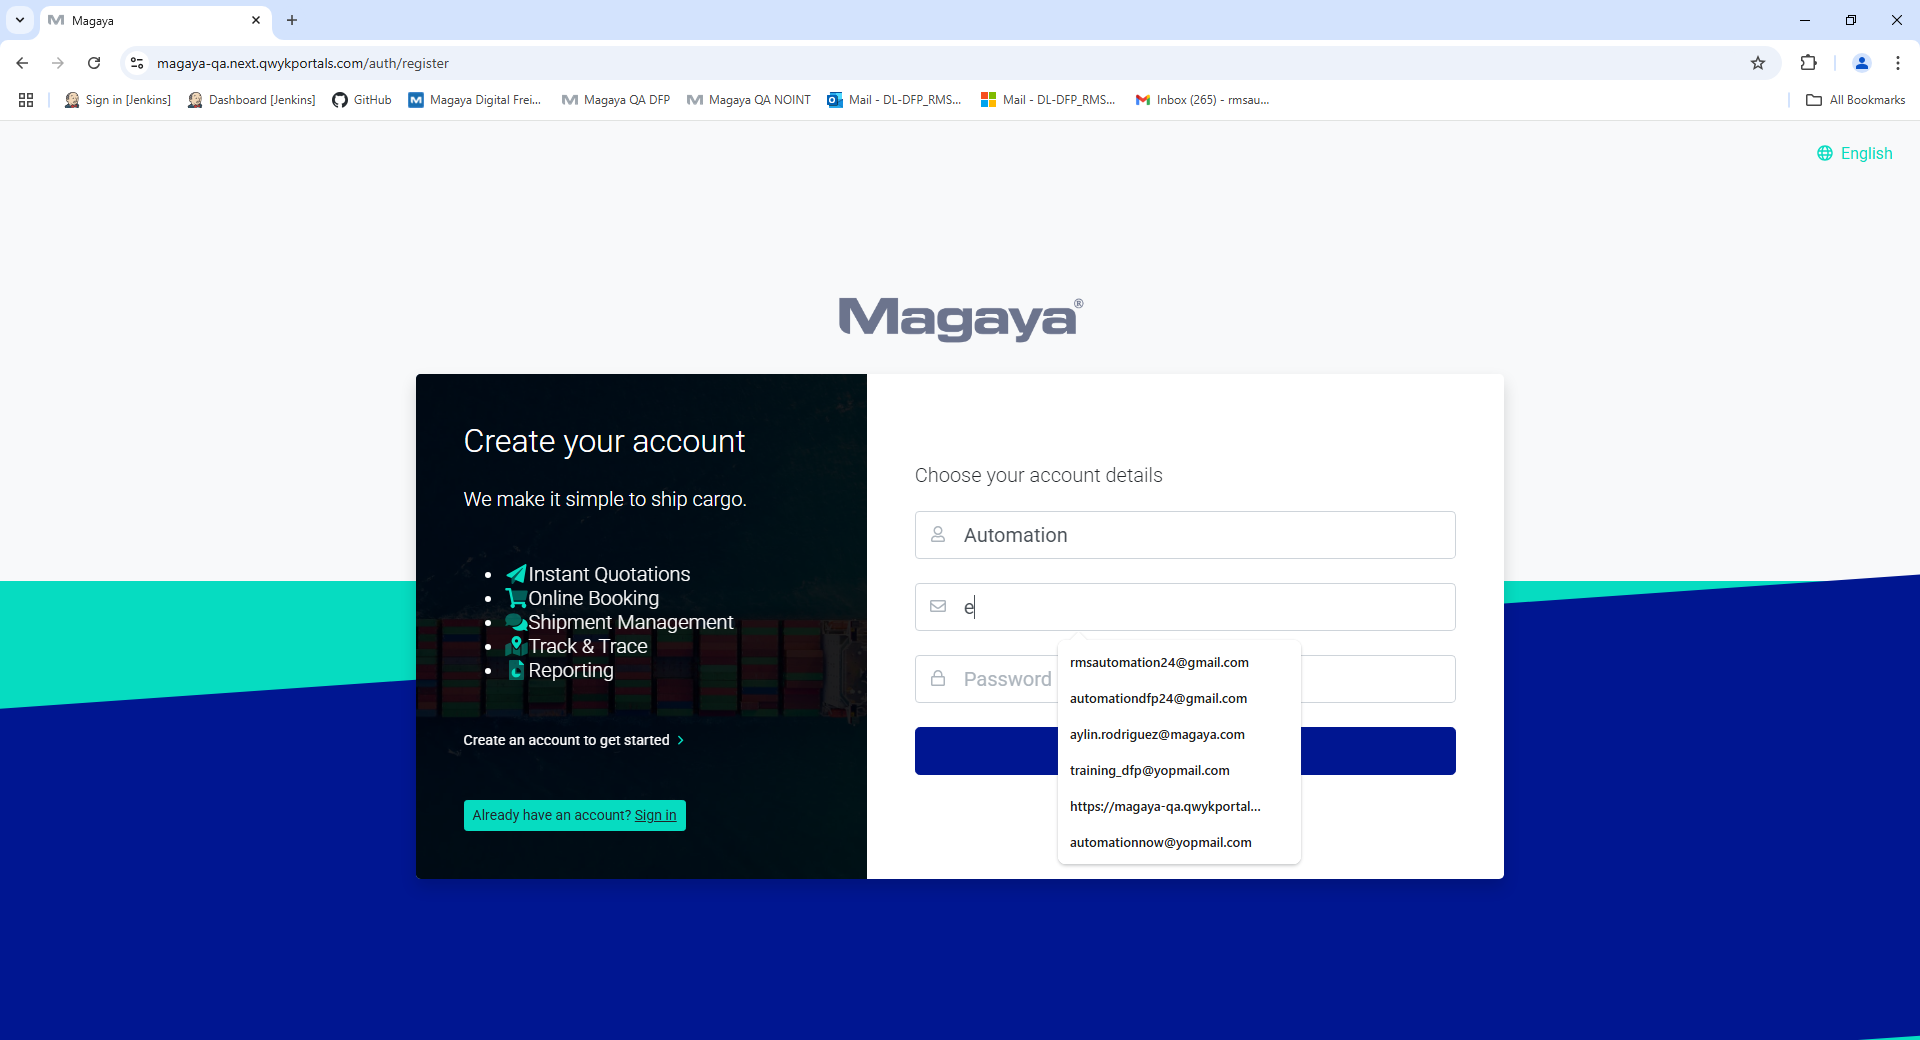 Magaya
magaya-qa.next.qwykportals.com/auth/register
Sign in [Jenkins]
Dashboard [Jenkins]
GitHub
Magaya Digital Frei...
Magaya QA DFP
Magaya QA NOINT
Mail - DL-DFP_RMS...
Mail - DL-DFP_RMS...
Inbox (265) - rmsau...
All Bookmarks
English
Magaya®
Create your account
We make it simple to ship cargo.
Instant Quotations
Online Booking
Shipment Management
Track & Trace
Reporting
Create an account to get started
Already have an account? Sign in
Choose your account details
Automation
e
Password
rmsautomation24@gmail.com
automationdfp24@gmail.com
aylin.rodriguez@magaya.com
training_dfp@yopmail.com
https://magaya-qa.qwykportal...
automationnow@yopmail.com